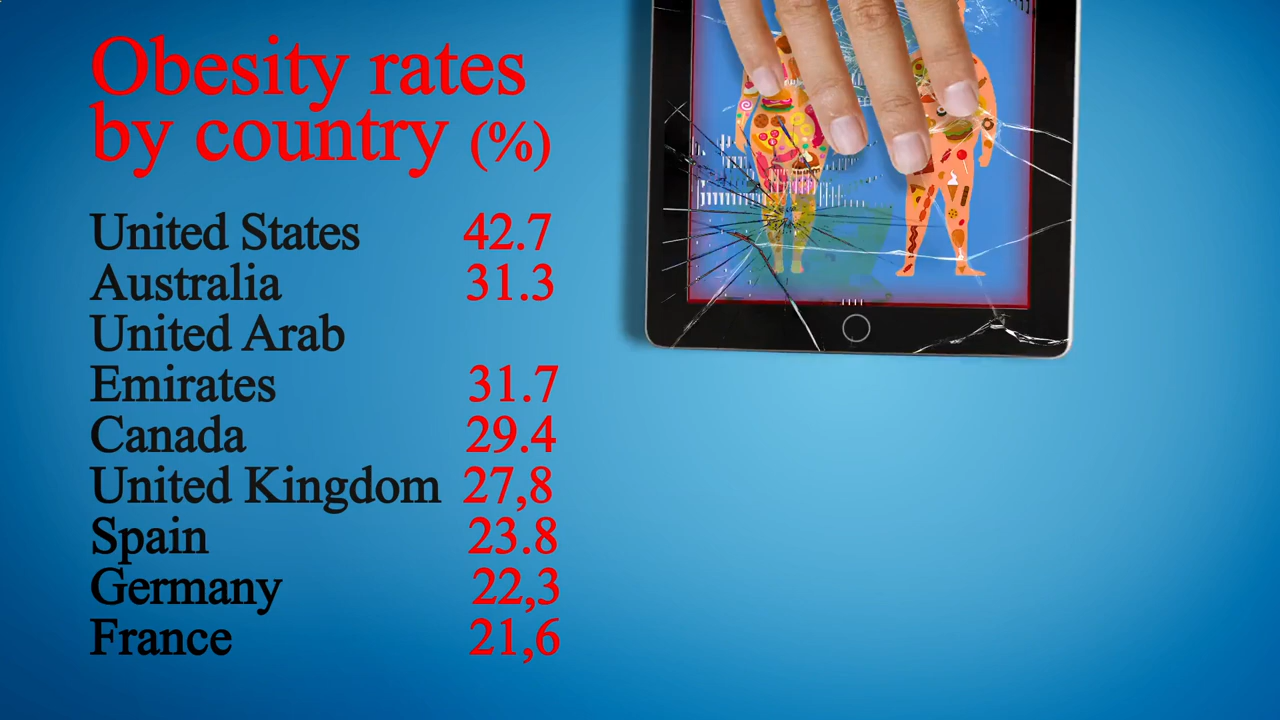 Obesity rates
by country (%)
United States 42.7
Australia 31.3
United Arab
Emirates 31.7
Canada 29.4
United Kingdom 27,8
Spain 23.8
Germany 22,3
France 21,6